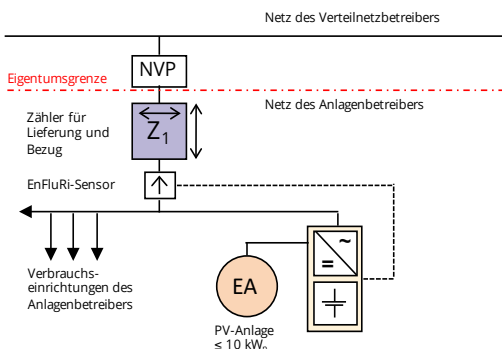 Netz des Verteilnetzbetreibers
NVP
Eigentumsgrenze
Netz des Anlagenbetreibers
Zähler für
Lieferung und
Bezug
Z₁
EnFluRi-Sensor
~
=
EA
Verbrauchs-
einrichtungen des
Anlagenbetreibers
PV-Anlage
≤ 10 kWₚ